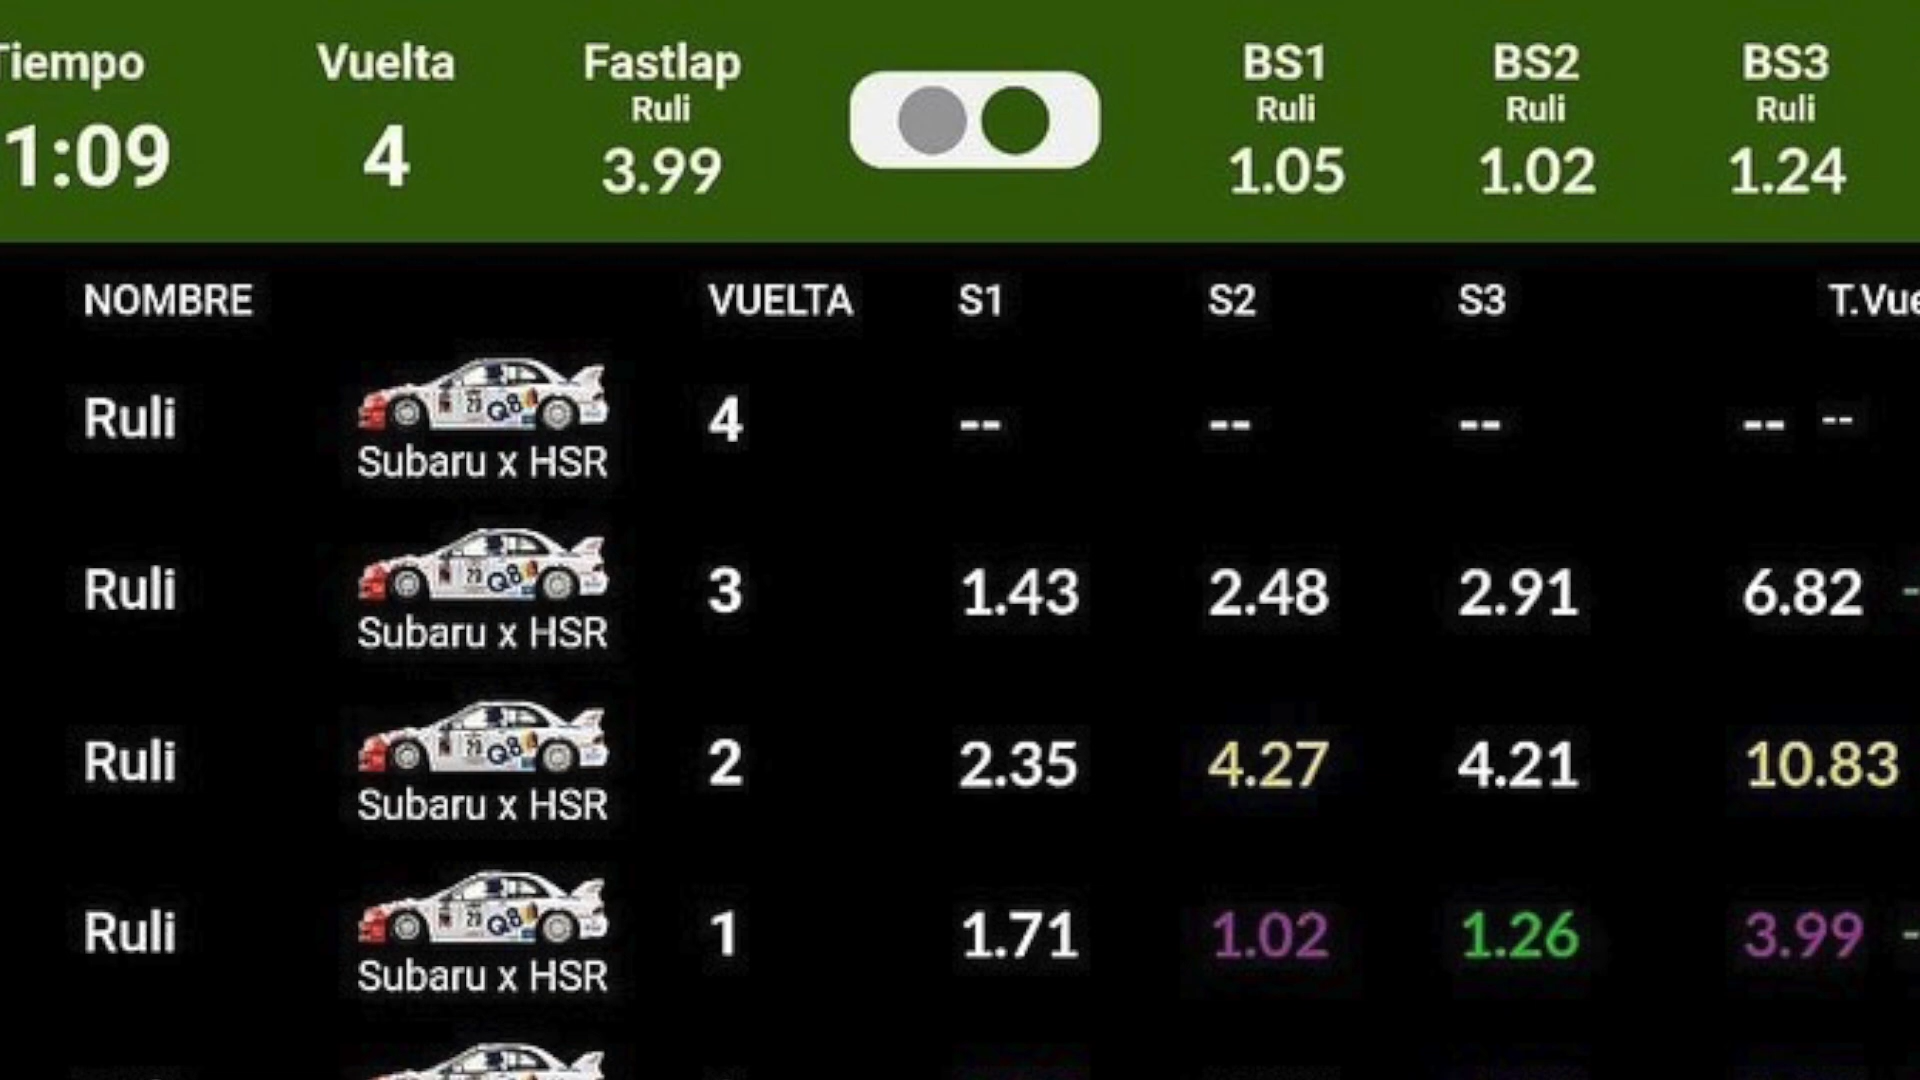 Tiempo Vuelta Fastlap BS1 BS2 BS3
Ruli Ruli Ruli Ruli
1:09 4 3.99 1.05 1.02 1.24
NOMBRE VUELTA S1 S2 S3 T.Vue
Ruli 4 -- -- -- -- --
Subaru x HSR
Ruli 3 1.43 2.48 2.91 6.82 -
Subaru x HSR
Ruli 2 2.35 4.27 4.21 10.83
Subaru x HSR
Ruli 1 1.71 1.02 1.26 3.99 -
Subaru x HSR